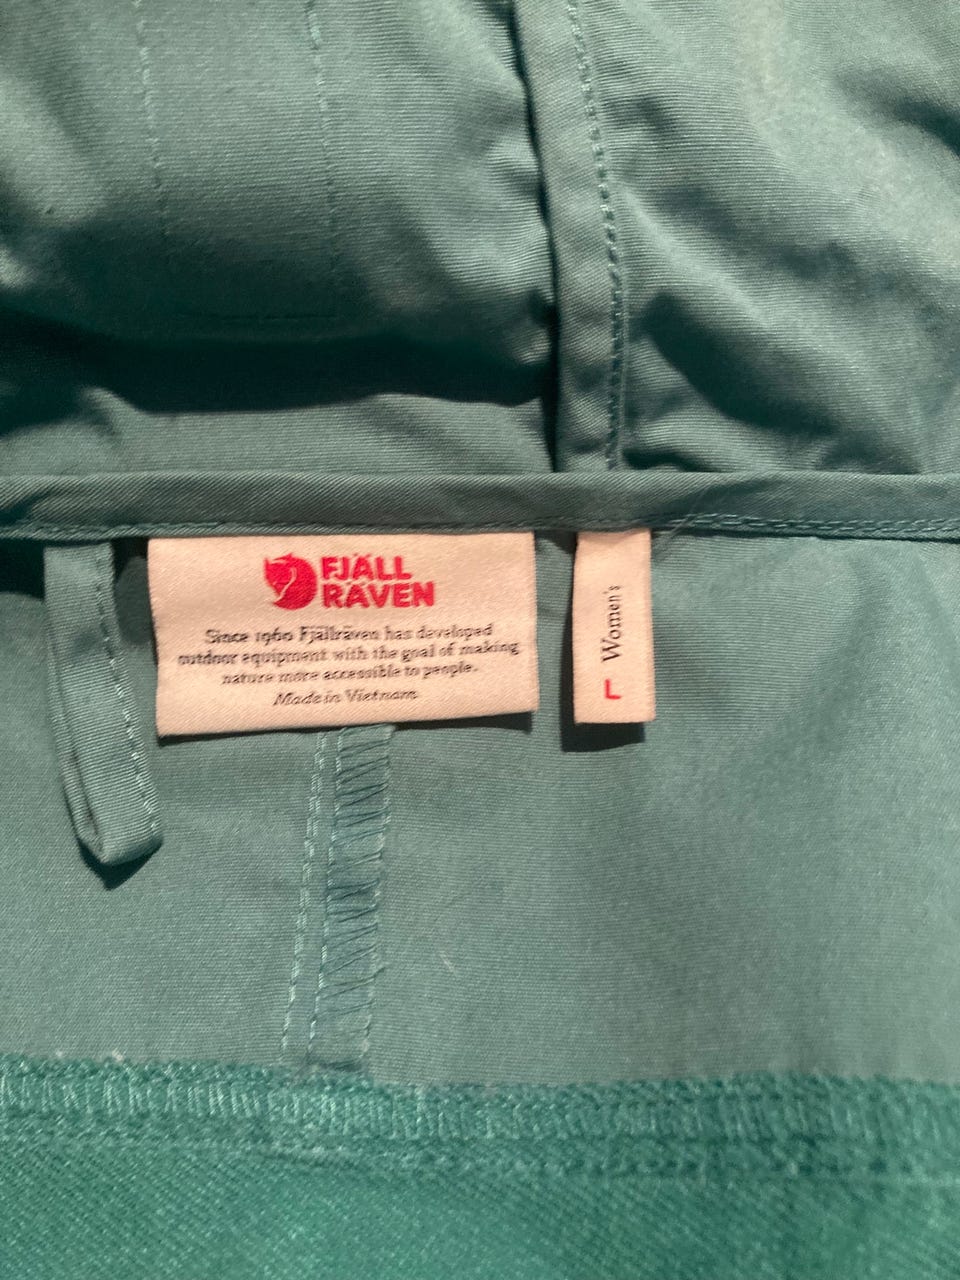 FJÄLL
RÄVEN
Since 1960 Fjällräven has developed
outdoor equipment with the goal of making
nature more accessible to people.
Made in Vietnam
Women's
L